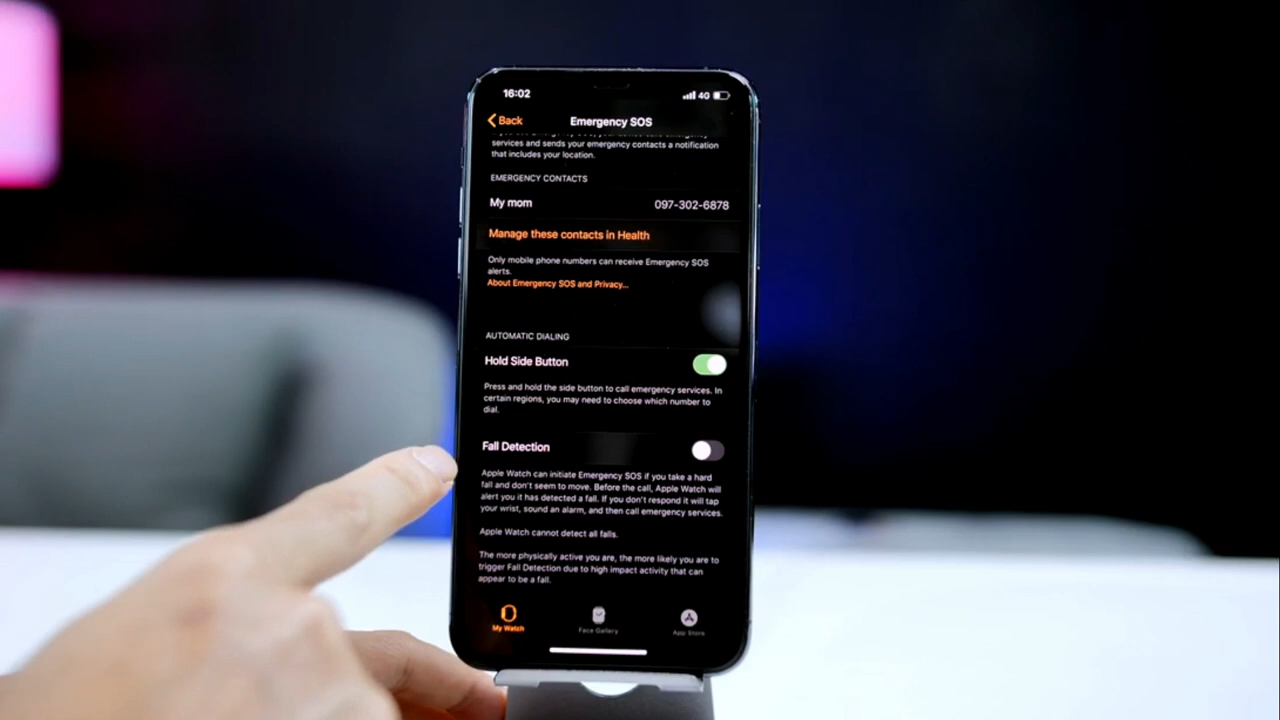 16:02
4G
Back
Emergency SOS
services and sends your emergency contacts a notification
that includes your location.
EMERGENCY CONTACTS
My mom 097-302-6878
Manage these contacts in Health
Only mobile phone numbers can receive Emergency SOS
alerts.
About Emergency SOS and Privacy...
AUTOMATIC DIALING
Hold Side Button
Press and hold the side button to call emergency services. In
certain regions, you may need to choose which number to
dial.
Fall Detection
Apple Watch can initiate Emergency SOS if you take a hard
fall and don't seem to move. Before the call, Apple Watch will
alert you it has detected a fall. If you don't respond it will tap
your wrist, sound an alarm, and then call emergency services.
Apple Watch cannot detect all falls.
The more physically active you are, the more likely you are to
trigger Fall Detection due to high impact activity that can
appear to be a fall.
My Watch
Face Gallery
App Store